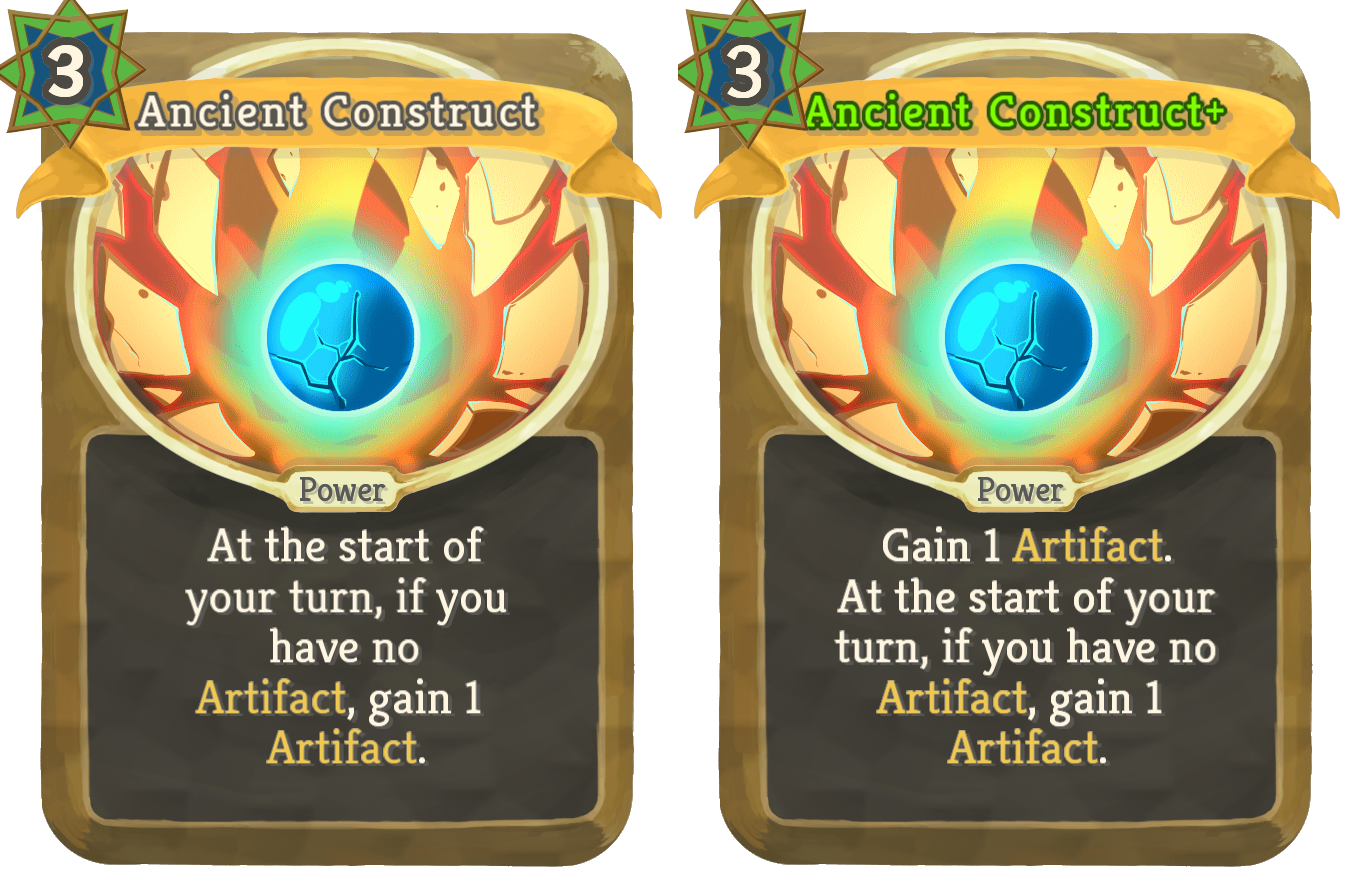 3
Ancient Construct
Power
At the start of
your turn, if you
have no
Artifact, gain 1
Artifact.
3
Ancient Construct+
Power
Gain 1 Artifact.
At the start of your
turn, if you have no
Artifact, gain 1
Artifact.